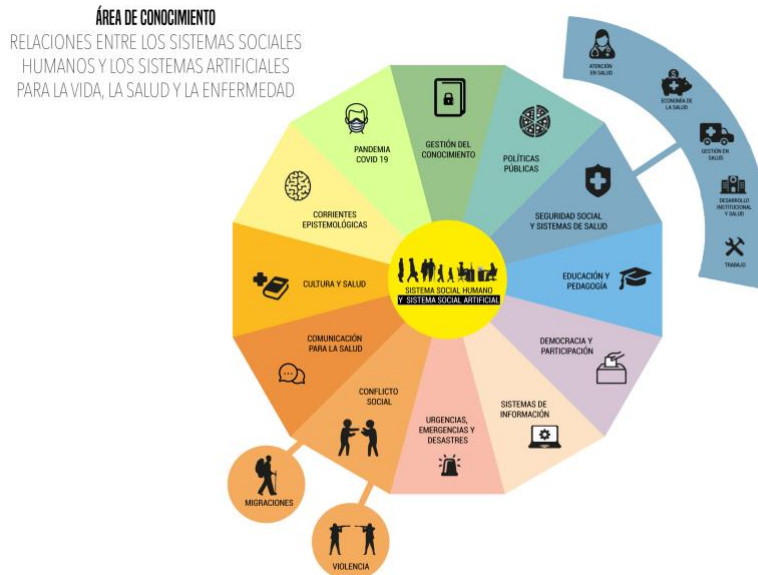 ÁREA DE CONOCIMIENTO
RELACIONES ENTRE LOS SISTEMAS SOCIALES
HUMANOS Y LOS SISTEMAS ARTIFICIALES
PARA LA VIDA, LA SALUD Y LA ENFERMEDAD
GESTIÓN DEL
CONOCIMIENTO
POLÍTICAS
PÚBLICAS
SEGURIDAD SOCIAL
Y SISTEMAS DE SALUD
ATENCIÓN
EN SALUD
ECONOMÍA DE
LA SALUD
GESTIÓN EN
SALUD
DESARROLLO
INSTITUCIONAL
Y SALUD
TRABAJO
EDUCACIÓN Y
PEDAGOGÍA
DEMOCRACIA Y
PARTICIPACIÓN
SISTEMAS DE
INFORMACIÓN
URGENCIAS,
EMERGENCIAS Y
DESASTRES
CONFLICTO
SOCIAL
MIGRACIONES
VIOLENCIA
COMUNICACIÓN
PARA LA SALUD
CULTURA Y SALUD
CORRIENTES
EPISTEMOLÓGICAS
PANDEMIA
COVID 19
SISTEMA SOCIAL HUMANO
Y SISTEMA SOCIAL ARTIFICIAL